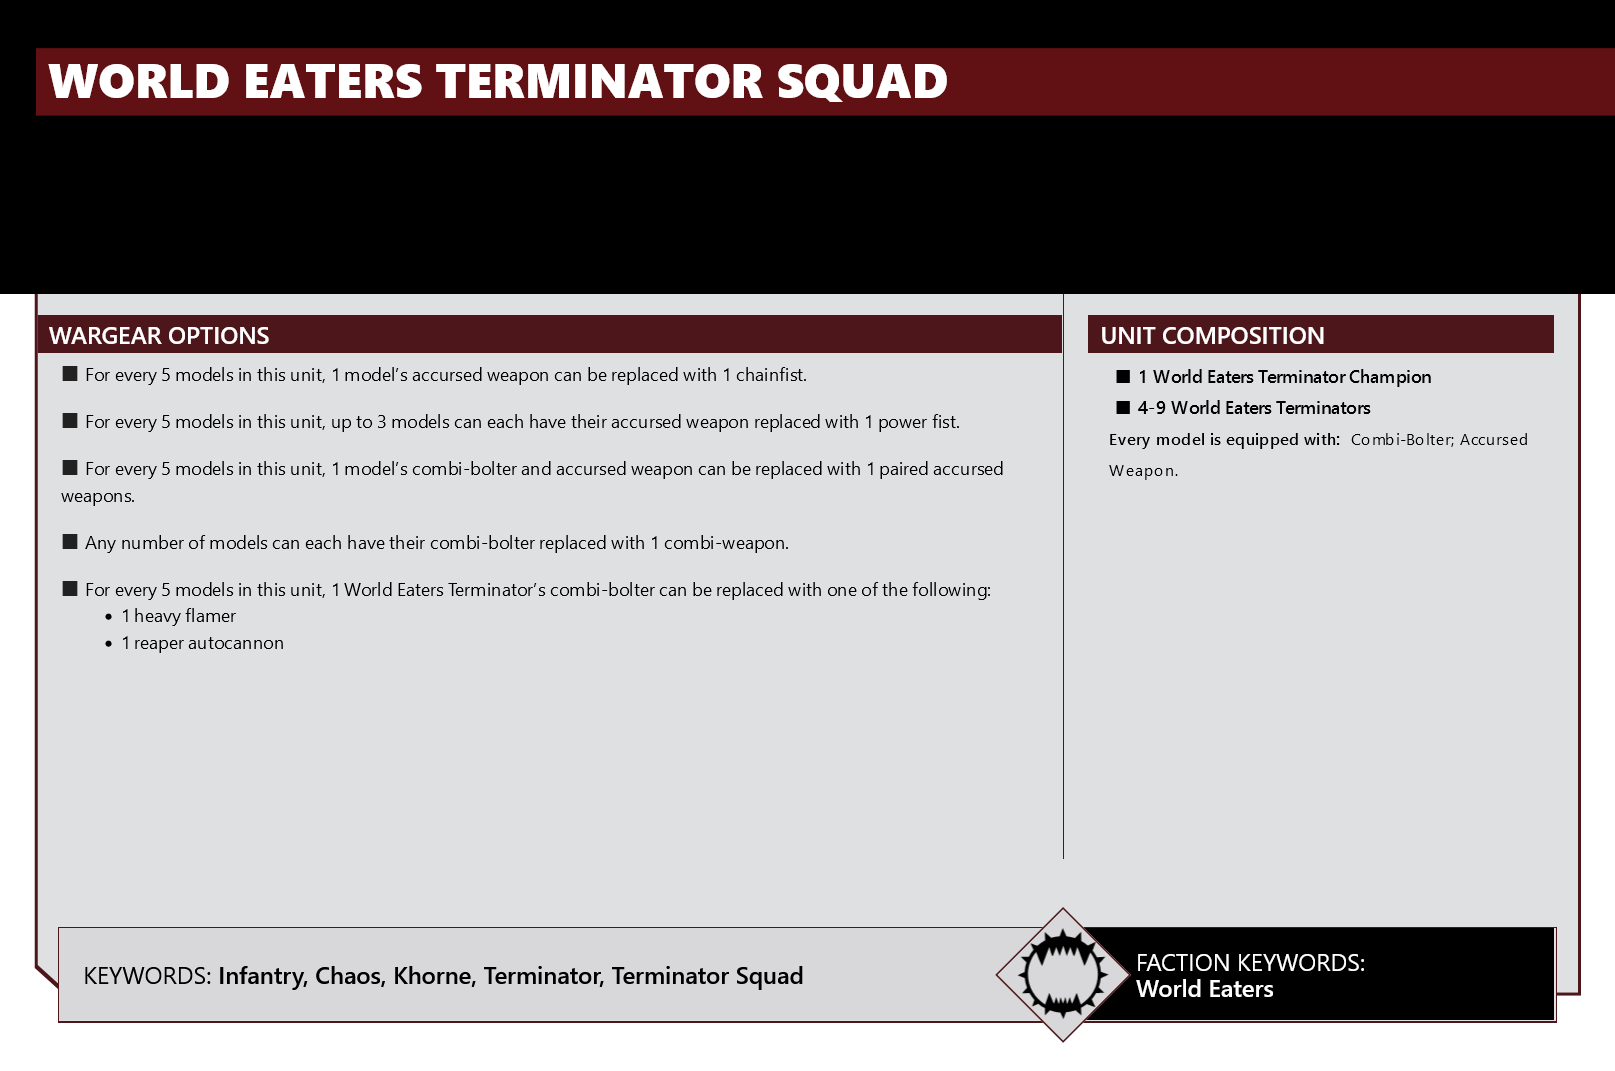 WORLD EATERS TERMINATOR SQUAD
WARGEAR OPTIONS
■ For every 5 models in this unit, 1 model’s accursed weapon can be replaced with 1 chainfist.
■ For every 5 models in this unit, up to 3 models can each have their accursed weapon replaced with 1 power fist.
■ For every 5 models in this unit, 1 model’s combi-bolter and accursed weapon can be replaced with 1 paired accursed
weapons.
■ Any number of models can each have their combi-bolter replaced with 1 combi-weapon.
■ For every 5 models in this unit, 1 World Eaters Terminator’s combi-bolter can be replaced with one of the following:
• 1 heavy flamer
• 1 reaper autocannon
UNIT COMPOSITION
■ 1 World Eaters Terminator Champion
■ 4-9 World Eaters Terminators
Every model is equipped with: Combi-Bolter; Accursed
Weapon.
KEYWORDS: Infantry, Chaos, Khorne, Terminator, Terminator Squad
FACTION KEYWORDS:
World Eaters